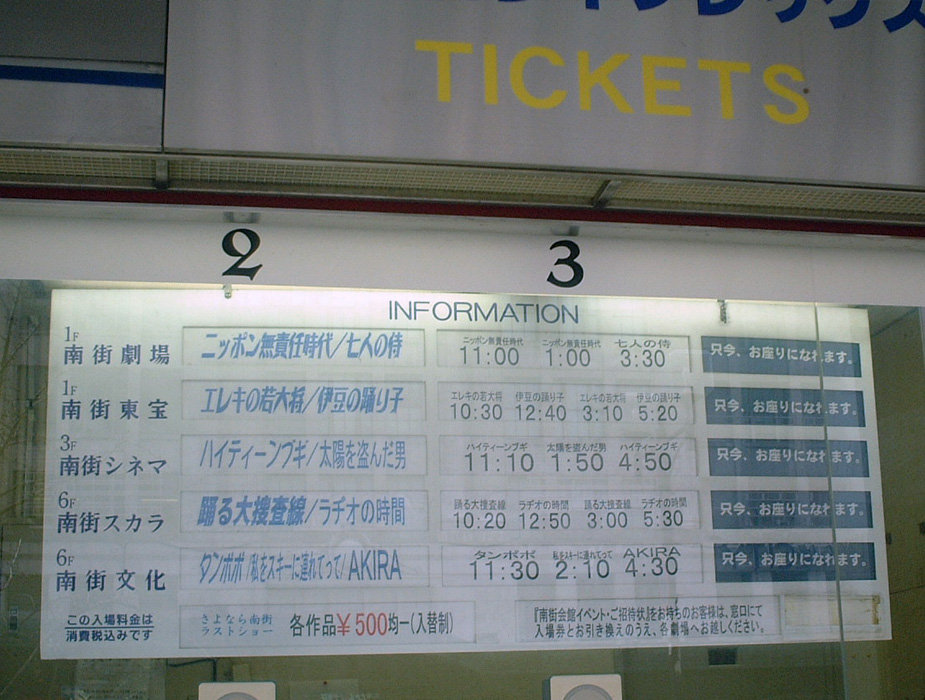 TICKETS
2 3
INFORMATION
1F
南街劇場 ニッポン無責任時代/七人の侍 ニッポン無責任時代 11:00 ニッポン無責任時代 1:00 七人の侍 3:30 只今、お座りになれます。
1F
南街東宝 エレキの若大将/伊豆の踊り子 エレキの若大将 10:30 伊豆の踊り子 12:40 エレキの若大将 3:10 伊豆の踊り子 5:20 只今、お座りになれます。
3F
南街シネマ ハイティーンブギ/太陽を盗んだ男 ハイティーンブギ 11:10 太陽を盗んだ男 1:50 ハイティーンブギ 4:50 只今、お座りになれます。
6F
南街スカラ 踊る大捜査線/ラヂオの時間 踊る大捜査線 10:20 ラヂオの時間 12:50 踊る大捜査線 3:00 ラヂオの時間 5:30 只今、お座りになれます。
6F
南街文化 タンポポ/私をスキーに連れてって/AKIRA タンポポ 11:30 私をスキーに連れてって 2:10 AKIRA 4:30 只今、お座りになれます。
この入場料金は
消費税込みです
さよなら南街
ラストショー
各作品¥500均一(入替制)
『南街会館イベント・ご招待状』をお持ちのお客様は、窓口にて
入場券とお引き換えのうえ、各劇場へお越しください。